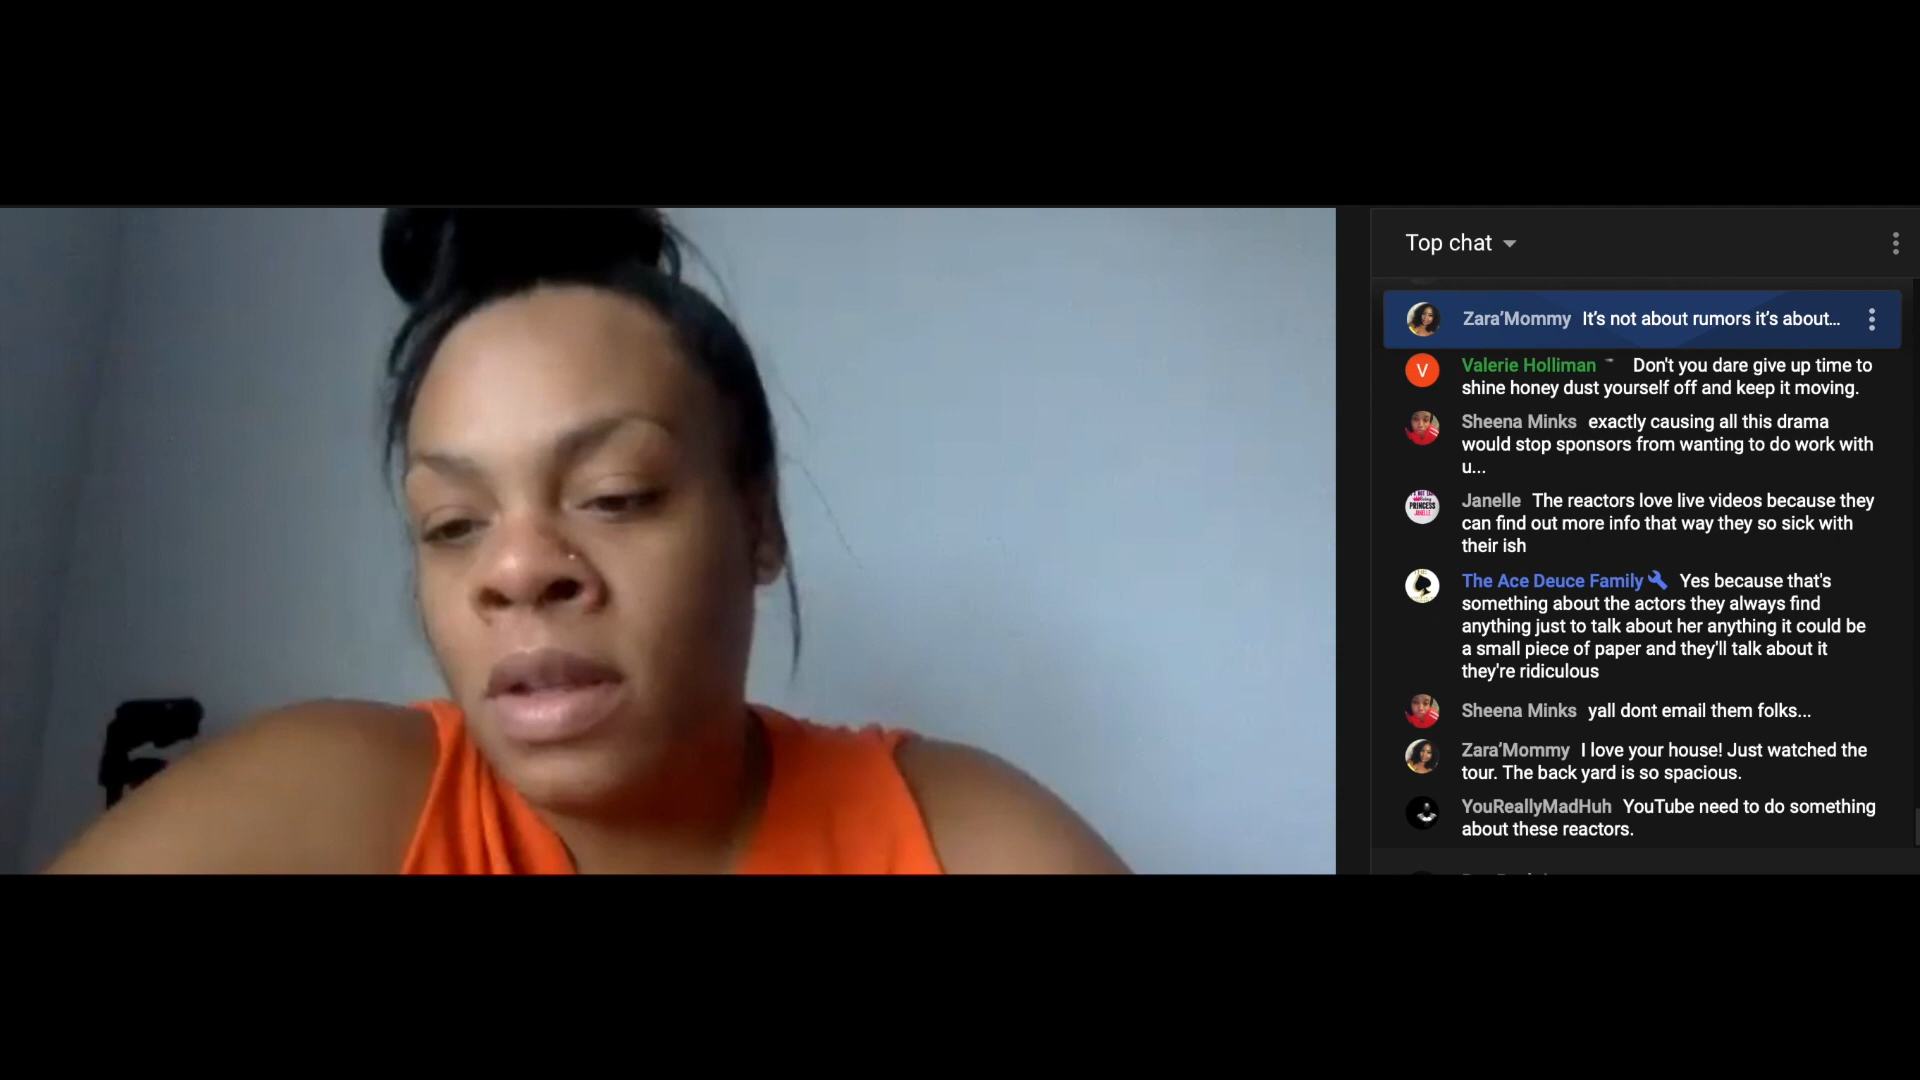 Top chat
Zara’Mommy It’s not about rumors it’s about...
V
Valerie Holliman Don't you dare give up time to
shine honey dust yourself off and keep it moving.
Sheena Minks exactly causing all this drama
would stop sponsors from wanting to do work with
u...
PRINCESS
Janelle The reactors love live videos because they
can find out more info that way they so sick with
their ish
The Ace Deuce Family Yes because that's
something about the actors they always find
anything just to talk about her anything it could be
a small piece of paper and they'll talk about it
they're ridiculous
Sheena Minks yall dont email them folks...
Zara’Mommy I love your house! Just watched the
tour. The back yard is so spacious.
YouReallyMadHuh YouTube need to do something
about these reactors.